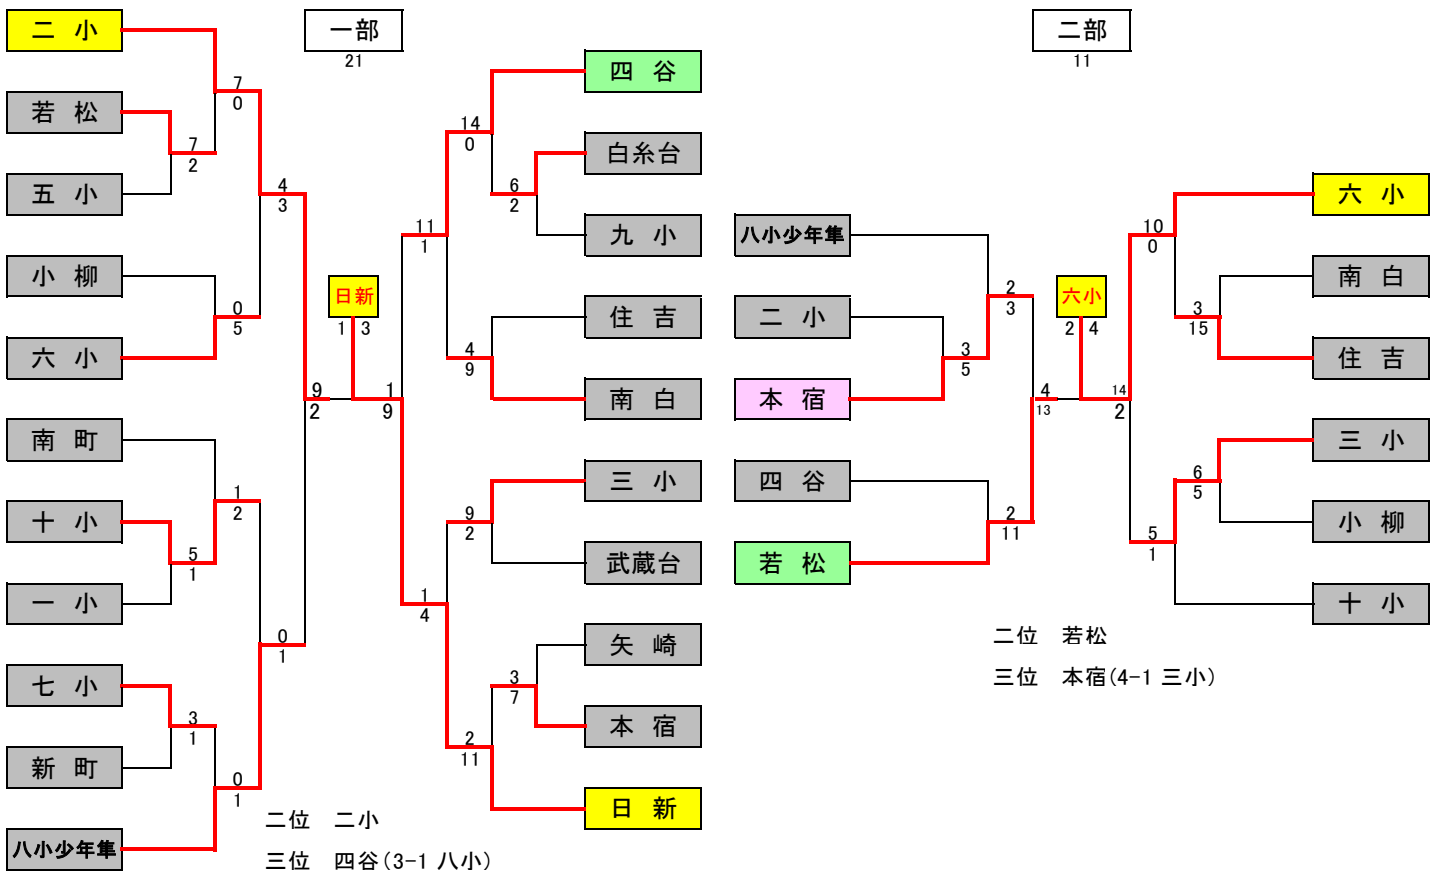 一部
21
二小
若松
五小
小柳
六小
南町
十小
一小
七小
新町
八小少年隼
7
2
7
0
0
5
4
3
5
1
1
2
3
1
0
1
0
1
9
2
日新
1 3
1
9
11
1
14
0
6
2
4
9
9
2
1
4
3
7
2
11
四谷
白糸台
九小
住吉
南白
三小
武蔵台
矢崎
本宿
日新
二位 二小
三位 四谷(3-1 八小)
二部
11
八小少年隼
二小
本宿
四谷
若松
3
5
2
3
2
11
4
13
六小
2 4
14
2
10
0
3
15
6
5
5
1
六小
南白
住吉
三小
小柳
十小
二位 若松
三位 本宿(4-1 三小)